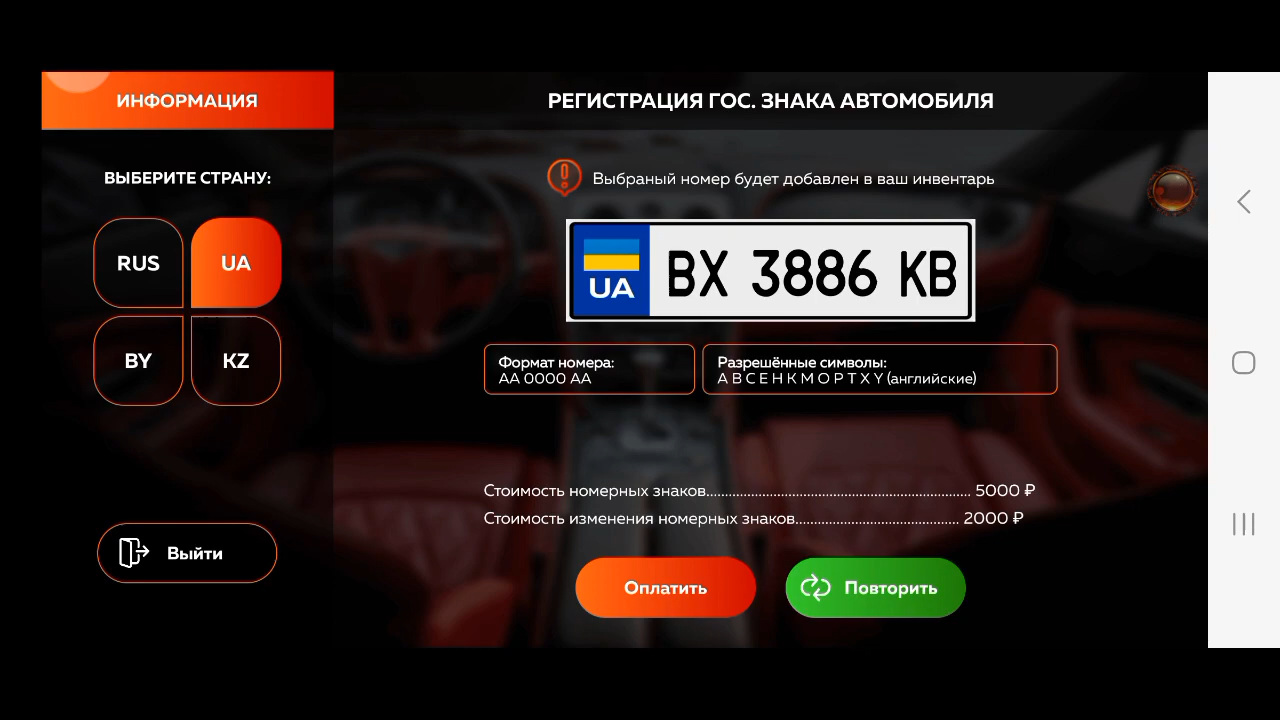 ИНФОРМАЦИЯ
РЕГИСТРАЦИЯ ГОС. ЗНАКА АВТОМОБИЛЯ
ВЫБЕРИТЕ СТРАНУ:
RUS
UA
BY
KZ
Выйти
Выбраный номер будет добавлен в ваш инвентарь
UA
BX 3886 KB
Формат номера:
AA 0000 AA
Разрешённые символы:
A B C E H K M O P T X Y (английские)
Стоимость номерных знаков....................................................................... 5000 ₽
Стоимость изменения номерных знаков............................................ 2000 ₽
Оплатить
Повторить